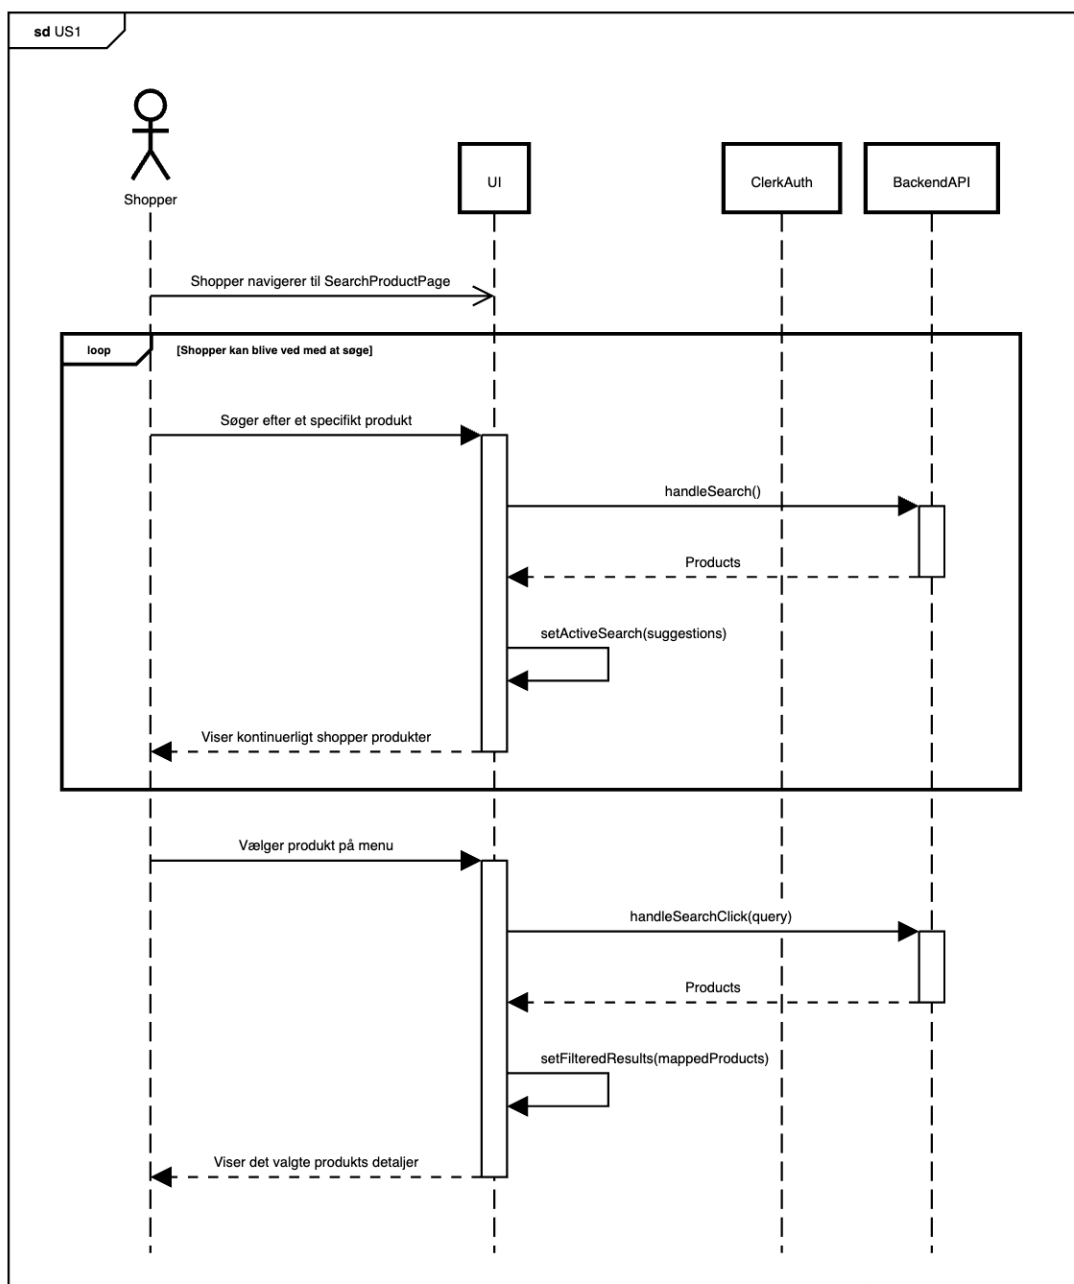 sd US1
Shopper
UI
ClerkAuth
BackendAPI
Shopper navigerer til SearchProductPage
loop
[Shopper kan blive ved med at søge]
Søger efter et specifikt produkt
handleSearch()
Products
setActiveSearch(suggestions)
Viser kontinuerligt shopper produkter
Vælger produkt på menu
handleSearchClick(query)
Products
setFilteredResults(mappedProducts)
Viser det valgte produkts detaljer